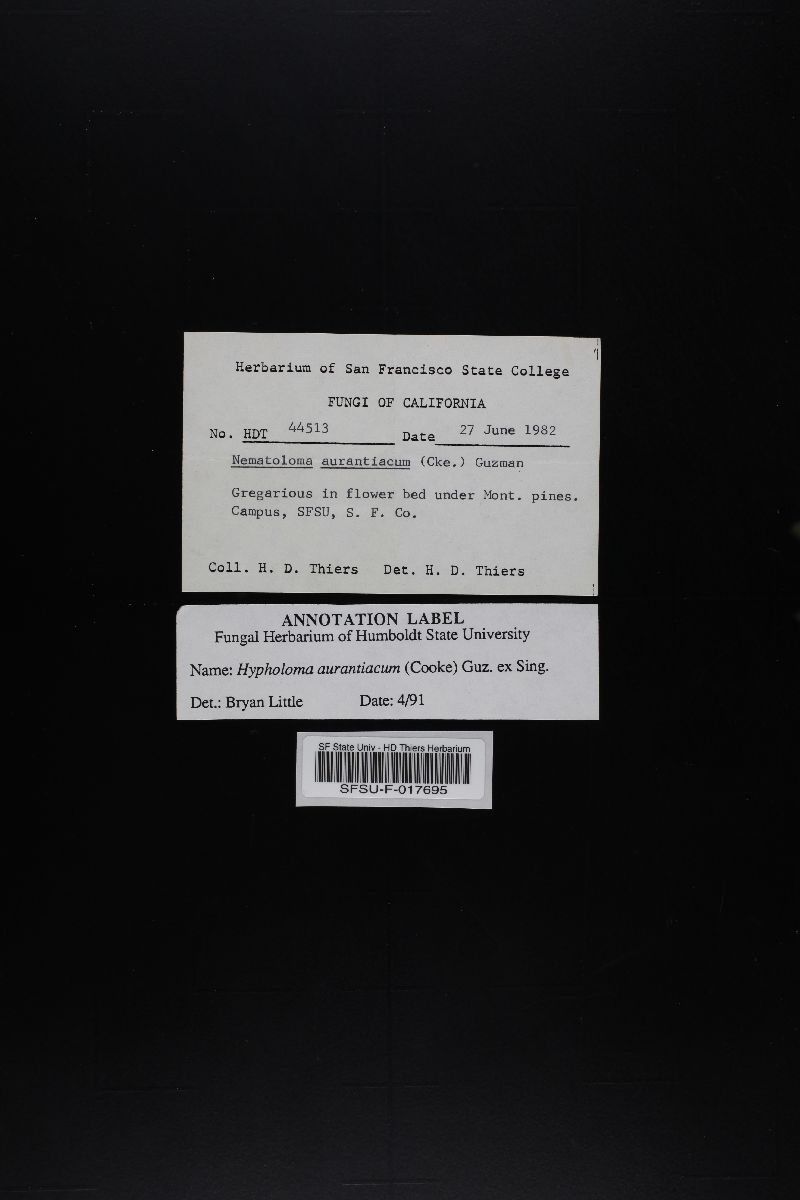 Herbarium of San Francisco State College
FUNGI OF CALIFORNIA
No. HDT 44513 Date 27 June 1982
Nematoloma aurantiacum (Cke.) Guzman
Gregarious in flower bed under Mont. pines.
Campus, SFSU, S. F. Co.
Coll. H. D. Thiers Det. H. D. Thiers
ANNOTATION LABEL
Fungal Herbarium of Humboldt State University
Name: Hypholoma aurantiacum (Cooke) Guz. ex Sing.
Det.: Bryan Little Date: 4/91
SF State Univ - HD Thiers Herbarium
SFSU-F-017695